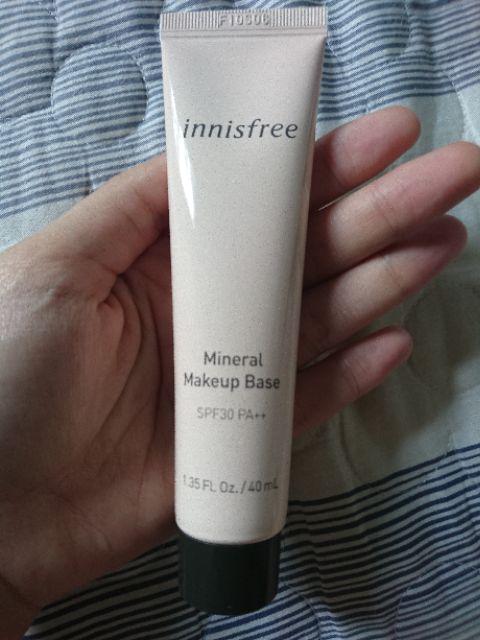 innisfree
Mineral
Makeup Base
SPF30 PA++
1.35 FL. Oz. / 40 mL